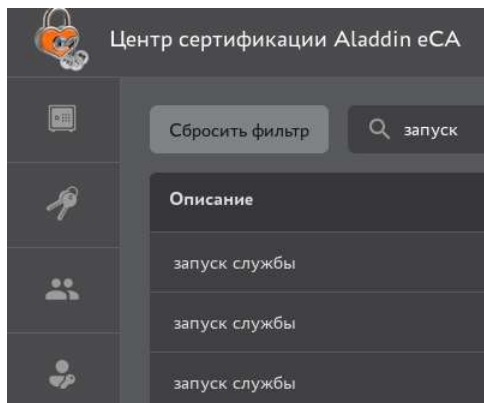 Центр сертификации Aladdin eCA
Сбросить фильтр запуск
Описание
запуск службы
запуск службы
запуск службы